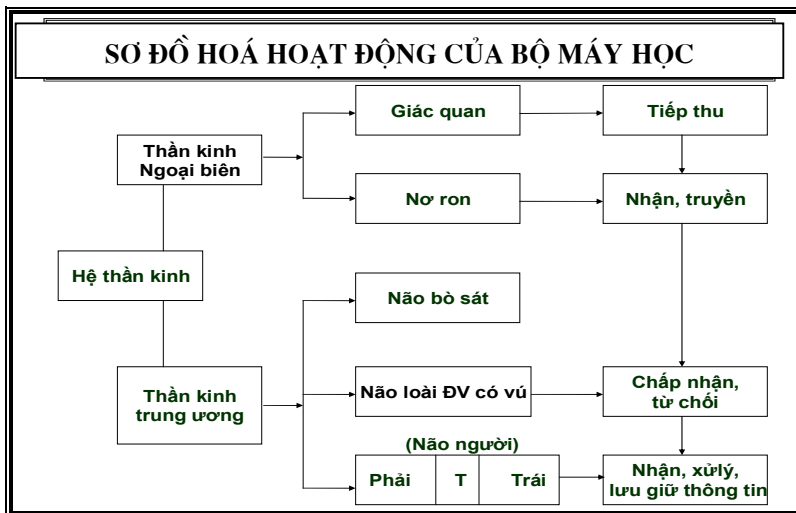 SƠ ĐỒ HOÁ HOẠT ĐỘNG CỦA BỘ MÁY HỌC
Giác quan
Tiếp thu
Thần kinh
Ngoại biên
Nơ ron
Nhận, truyền
Hệ thần kinh
Não bò sát
Thần kinh
trung ương
Não loài ĐV có vú
Chấp nhận,
từ chối
(Não người)
Phải T Trái
Nhận, xửlý,
lưu giữ thông tin